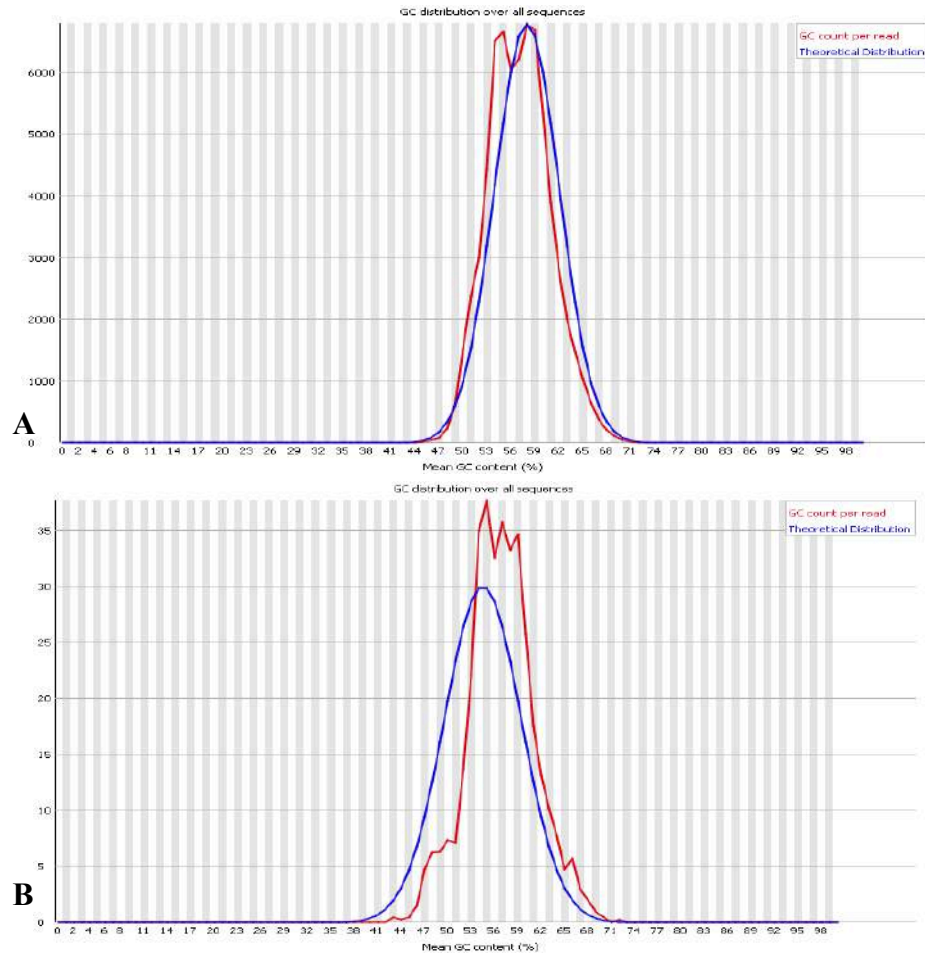 GC distribution over all sequences
GC count per read
Theoretical Distribution
6000
5000
4000
3000
2000
1000
A
0
0 2 4 6 8 11 14 17 20 23 26 29 32 35 38 41 44 47 50 53 56 59 62 65 68 71 74 77 80 83 86 89 92 95 98
Mean GC content (%)
GC distribution over all sequences
GC count per read
Theoretical Distribution
35
30
25
20
15
10
5
B
0
0 2 4 6 8 11 14 17 20 23 26 29 32 35 38 41 44 47 50 53 56 59 62 65 68 71 74 77 80 83 86 89 92 95 98
Mean GC content (%)